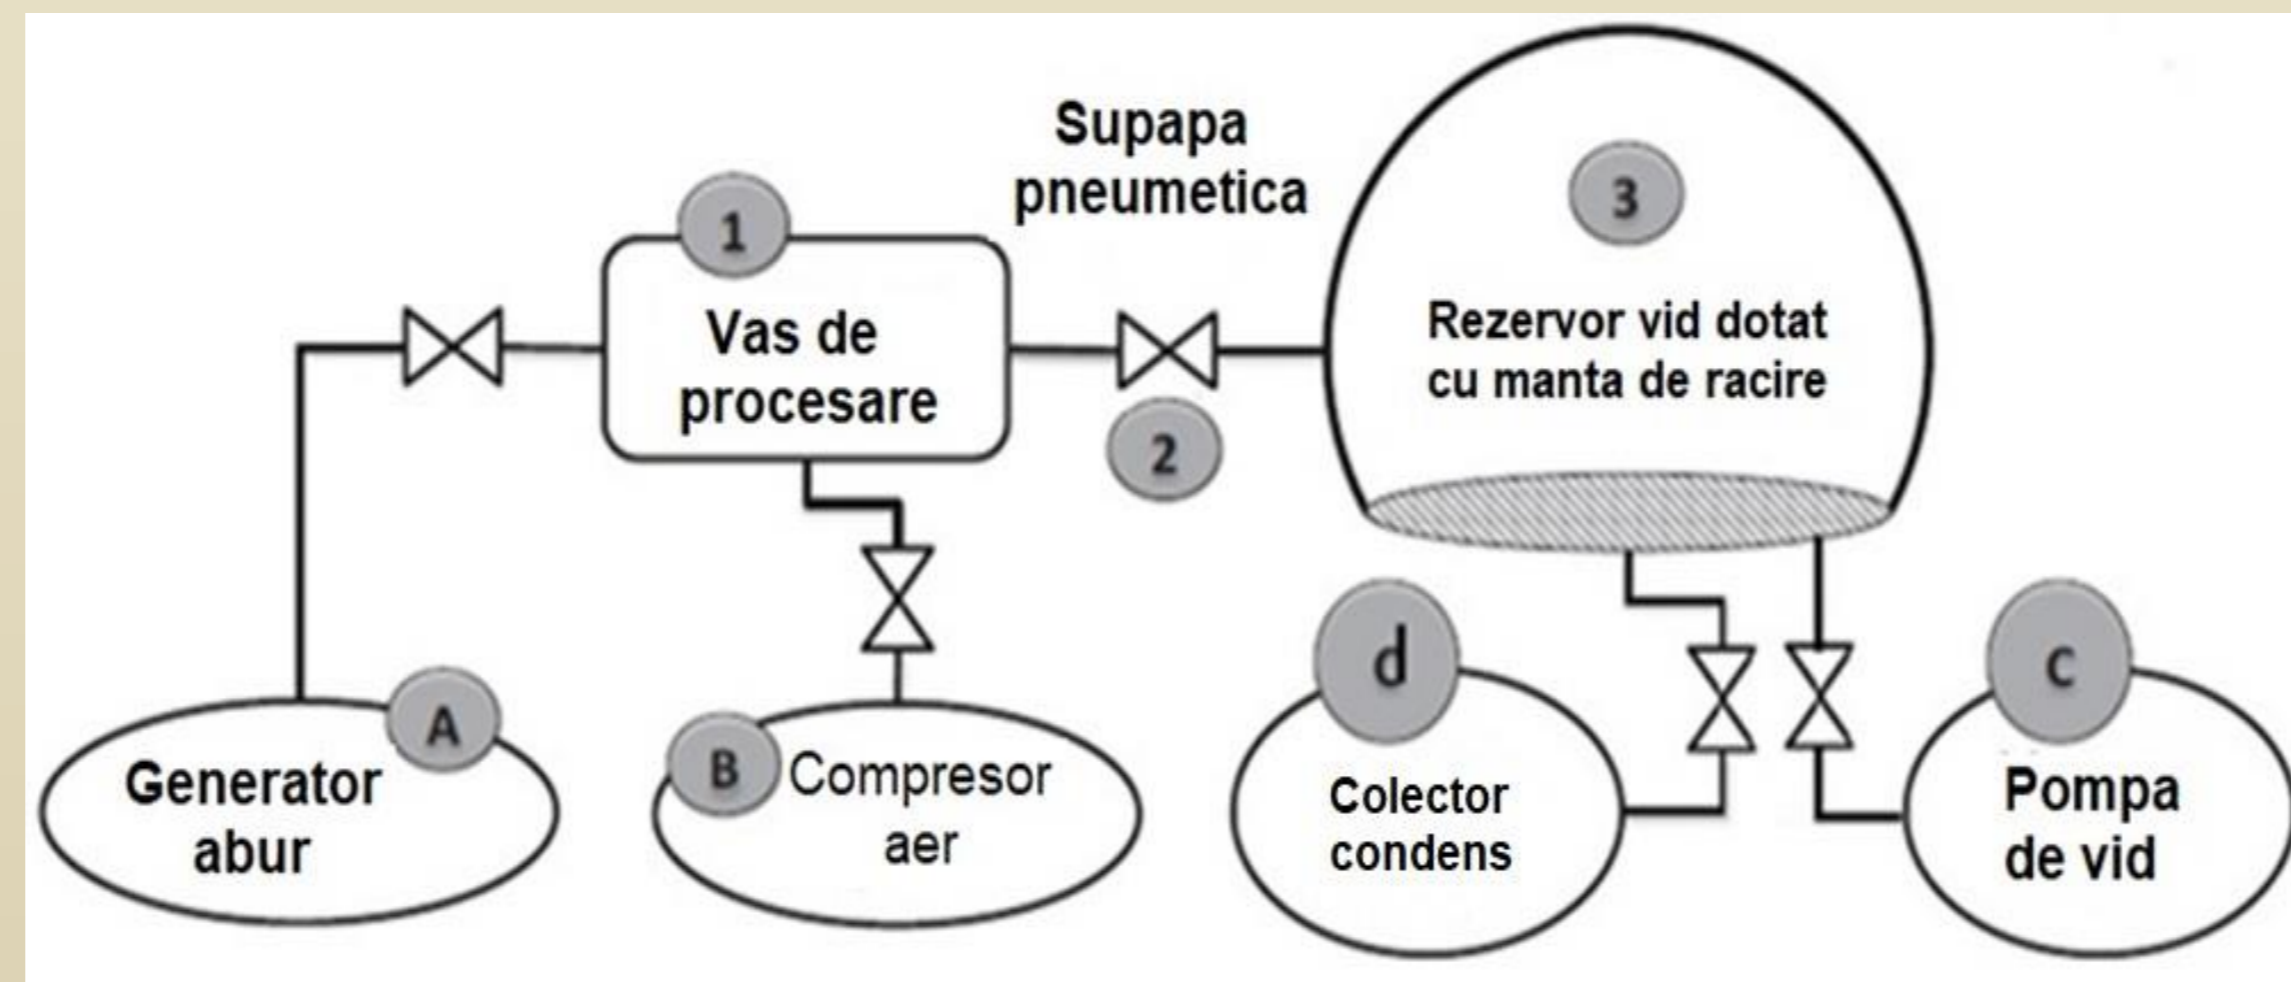 Supapa
pneumetica
1
Vas de
procesare
2
3
Rezervor vid dotat
cu manta de racire
A
Generator
abur
B
Compresor
aer
d
Colector
condens
c
Pompa
de vid